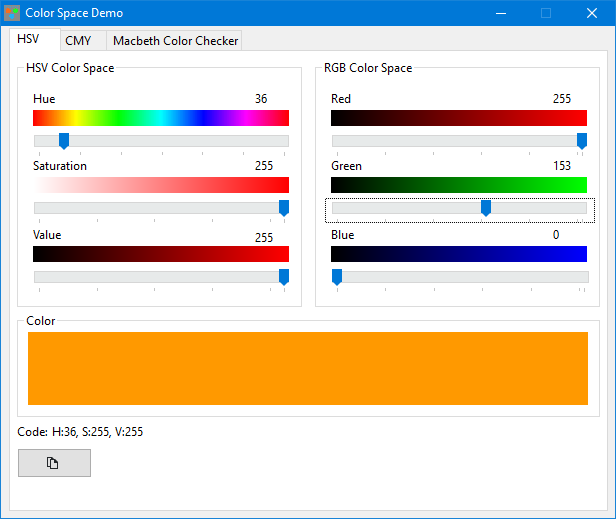 Color Space Demo
HSV CMY Macbeth Color Checker
HSV Color Space
Hue 36
Saturation 255
Value 255
RGB Color Space
Red 255
Green 153
Blue 0
Color
Code: H:36, S:255, V:255